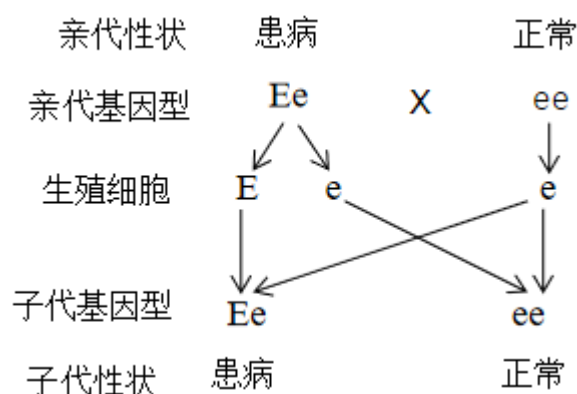 亲代性状 患病 正常
亲代基因型 Ee X ee
生殖细胞 E e e
子代基因型 Ee ee
子代性状 患病 正常